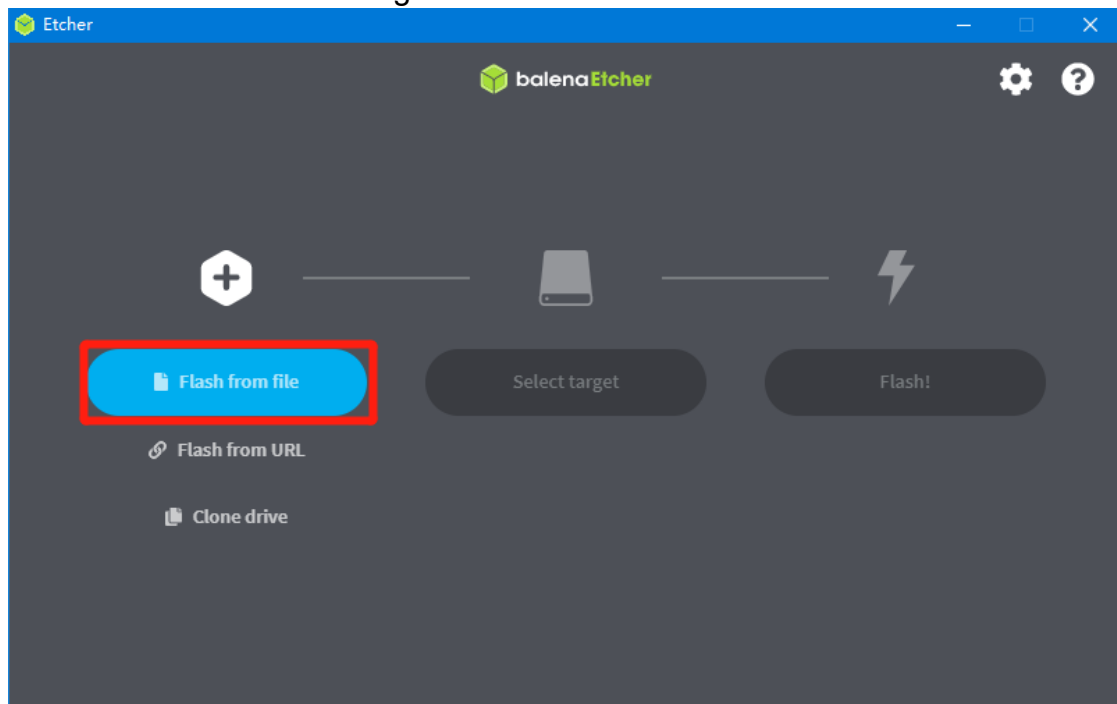 Etcher
balenaEtcher
Flash from file
Select target
Flash!
Flash from URL
Clone drive